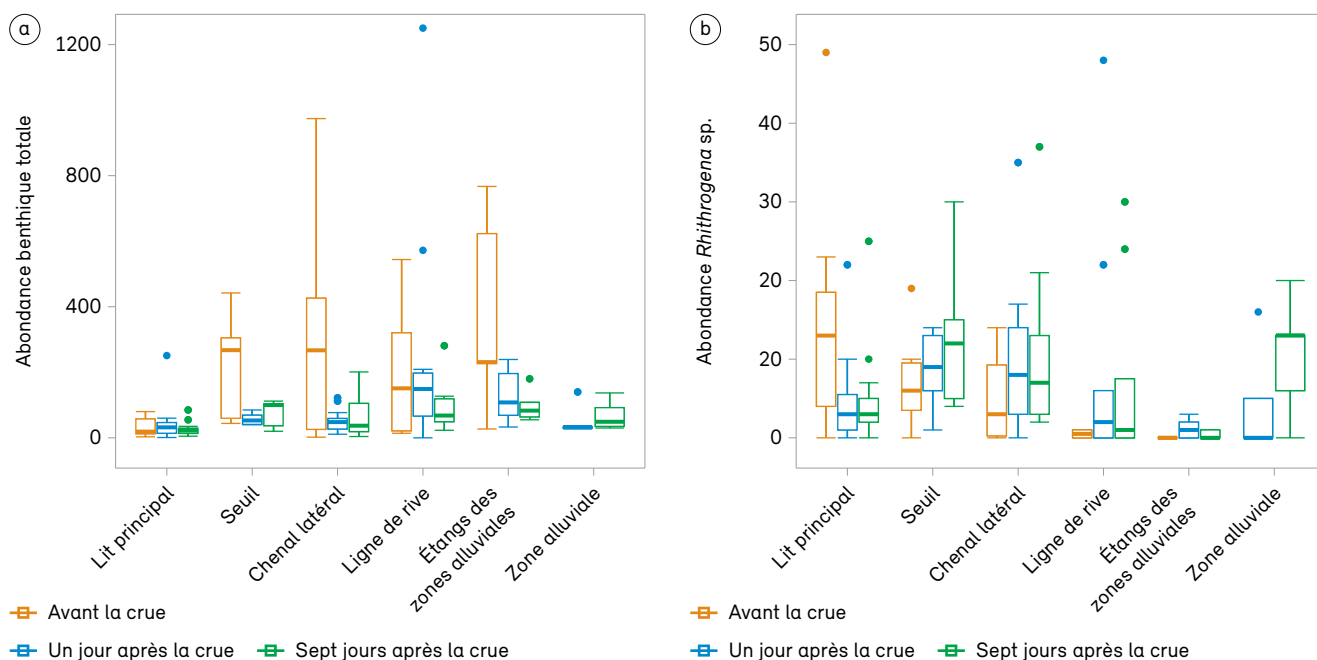 a
Abondance benthique totale
1200
800
400
0
Lit principal
Seuil
Chenal latéral
Ligne de rive
Étangs des
zones alluviales
Zone alluviale
Avant la crue
Un jour après la crue
Sept jours après la crue
b
Abondance Rhithrogena sp.
50
40
30
20
20
0
Lit principal
Seuil
Chenal latéral
Ligne de rive
Étangs des
zones alluviales
Zone alluviale
Avant la crue
Un jour après la crue
Sept jours après la crue